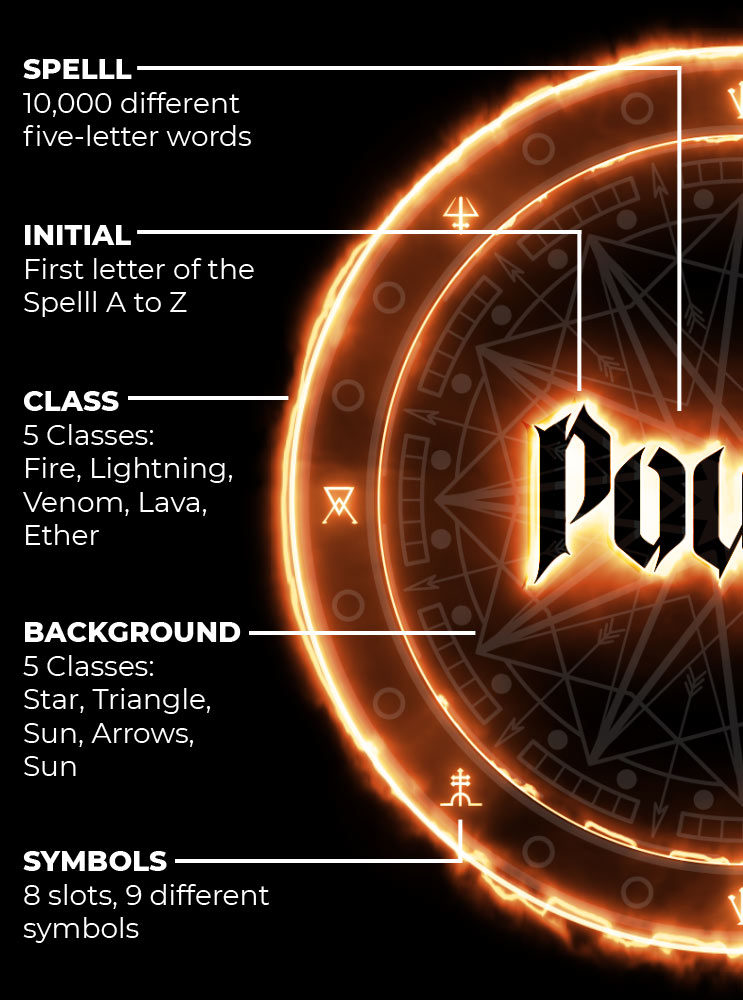 SPELLL
10,000 different
five-letter words
INITIAL
First letter of the
Spelll A to Z
CLASS
5 Classes:
Fire, Lightning,
Venom, Lava,
Ether
Pow
BACKGROUND
5 Classes:
Star, Triangle,
Sun, Arrows,
Sun
SYMBOLS
8 slots, 9 different
symbols